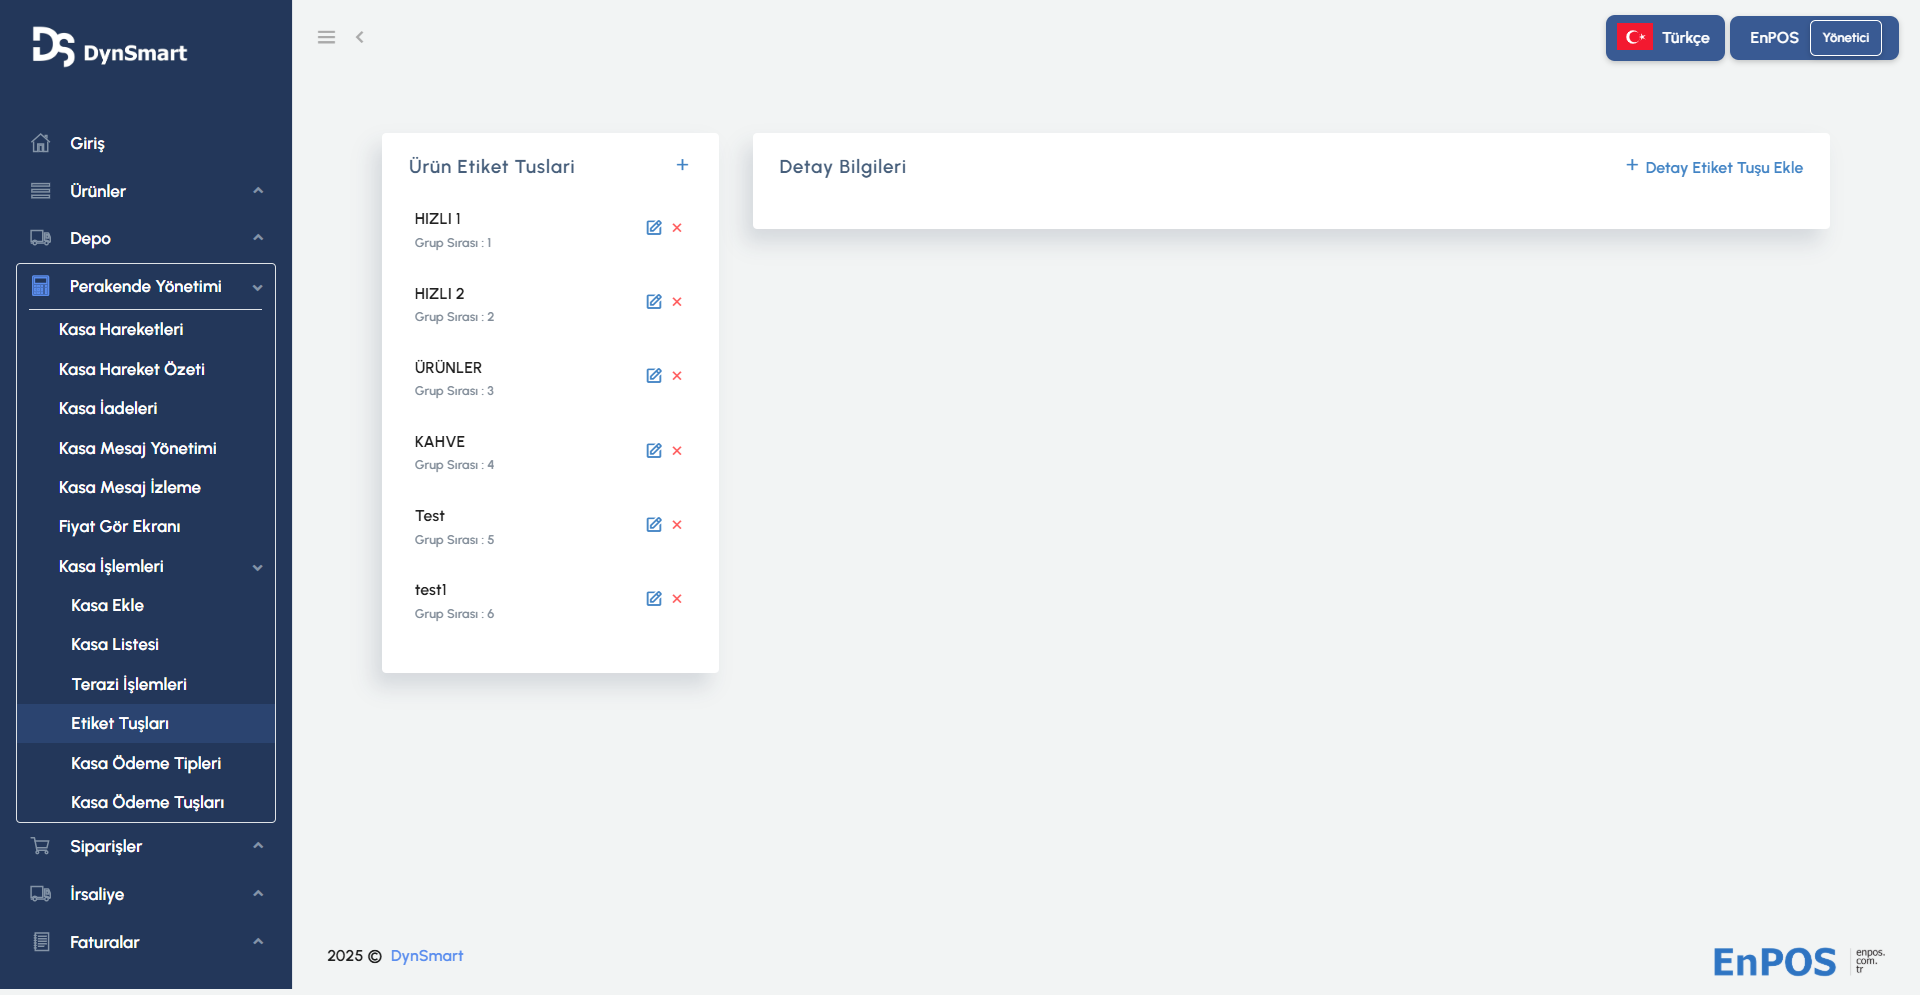 DS DynSmart
Giriş
Ürünler
Depo
Perakende Yönetimi
Kasa Hareketleri
Kasa Hareket Özeti
Kasa İadeleri
Kasa Mesaj Yönetimi
Kasa Mesaj İzleme
Fiyat Gör Ekranı
Kasa İşlemleri
Kasa Ekle
Kasa Listesi
Terazi İşlemleri
Etiket Tuşları
Kasa Ödeme Tipleri
Kasa Ödeme Tuşları
Siparişler
İrsaliye
Faturalar
Türkçe
EnPOS Yönetici
Ürün Etiket Tuslari +
HIZLI 1
Grup Sırası : 1
HIZLI 2
Grup Sırası : 2
ÜRÜNLER
Grup Sırası : 3
KAHVE
Grup Sırası : 4
Test
Grup Sırası : 5
test1
Grup Sırası : 6
Detay Bilgileri
+ Detay Etiket Tuşu Ekle
2025 © DynSmart
EnPOS
enpos.
com.
tr